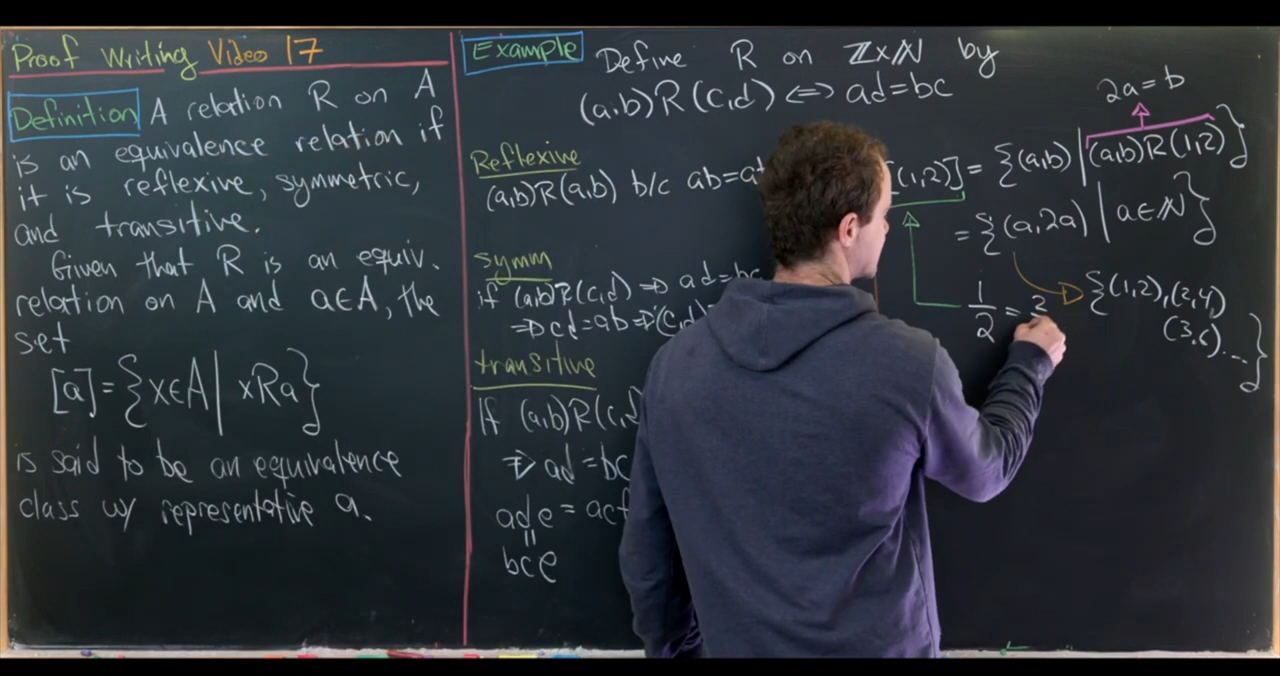 Proof Writing Video 17
Definition A relation R on A
is an equivalence relation if
it is reflexive, symmetric,
and transitive.
Given that R is an equiv.
relation on A and a∈A, the
set
[a]={x∈A| xRa}
is said to be an equivalence
class w/ representative a.
Example Define R on ℤ×ℕ by
(a,b)R(c,d) ⟺ ad=bc
Reflexive
(a,b)R(a,b) b/c ab=a
symm
if (a,b)R(c,d) ⇒ ad=bc
⇒ cd=ab ⇒ (c,d)
transitive
If (a,b)R(c,d
⇒ ad=bc
ade = acf
=
bce
2a=b
[(1,2)] = {(a,b)|(a,b)R(1,2)}
= {(a,2a)| a∈ℕ}
1/2 = 2
{(1,2),(2,4),
(3,6),...}